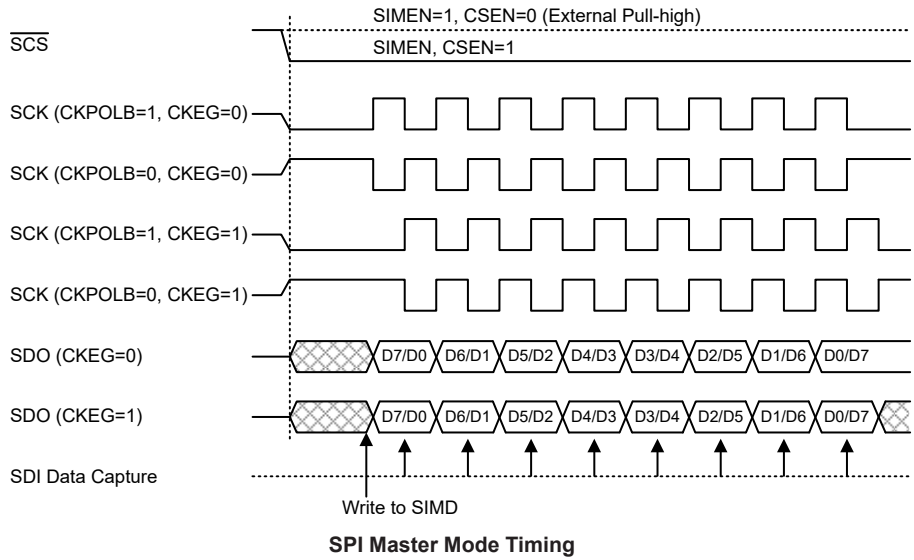 SIMEN=1, CSEN=0 (External Pull-high)
SCS
SIMEN, CSEN=1
SCK (CKPOLB=1, CKEG=0)
SCK (CKPOLB=0, CKEG=0)
SCK (CKPOLB=1, CKEG=1)
SCK (CKPOLB=0, CKEG=1)
SDO (CKEG=0) D7/D0 D6/D1 D5/D2 D4/D3 D3/D4 D2/D5 D1/D6 D0/D7
SDO (CKEG=1) D7/D0 D6/D1 D5/D2 D4/D3 D3/D4 D2/D5 D1/D6 D0/D7
SDI Data Capture
Write to SIMD
SPI Master Mode Timing